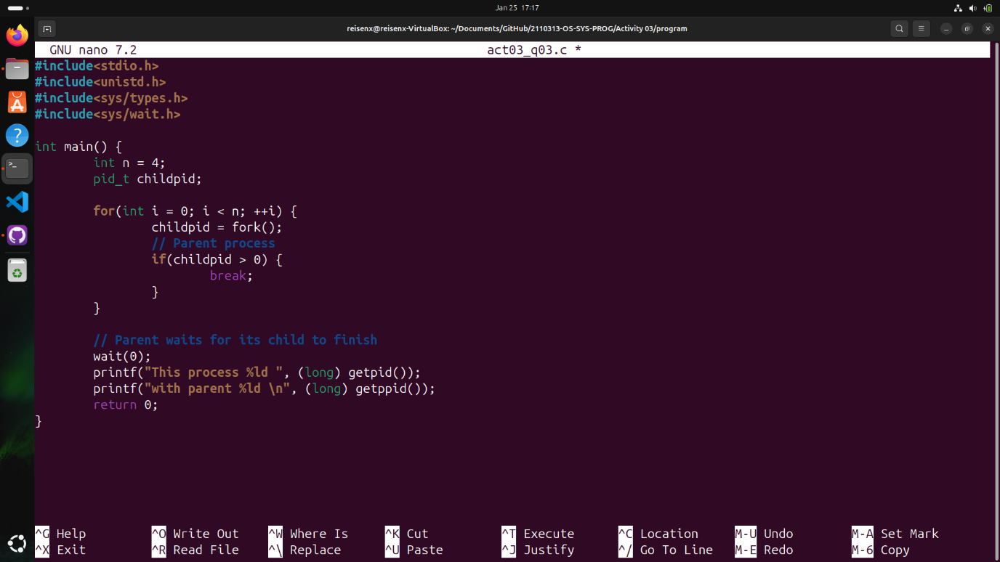 Jan 25 17:17
reisenx@reisenx-VirtualBox: ~/Documents/GitHub/2110313-OS-SYS-PROG/Activity 03/program
GNU nano 7.2 act03_q03.c *
#include<stdio.h>
#include<unistd.h>
#include<sys/types.h>
#include<sys/wait.h>
int main() {
int n = 4;
pid_t childpid;
for(int i = 0; i < n; ++i) {
childpid = fork();
// Parent process
if(childpid > 0) {
break;
}
}
// Parent waits for its child to finish
wait(0);
printf("This process %ld ", (long) getpid());
printf("with parent %ld \n", (long) getppid());
return 0;
}
^G Help ^O Write Out ^W Where Is ^K Cut ^T Execute ^C Location M-U Undo M-A Set Mark
^X Exit ^R Read File ^\ Replace ^U Paste ^J Justify ^/ Go To Line M-E Redo M-6 Copy